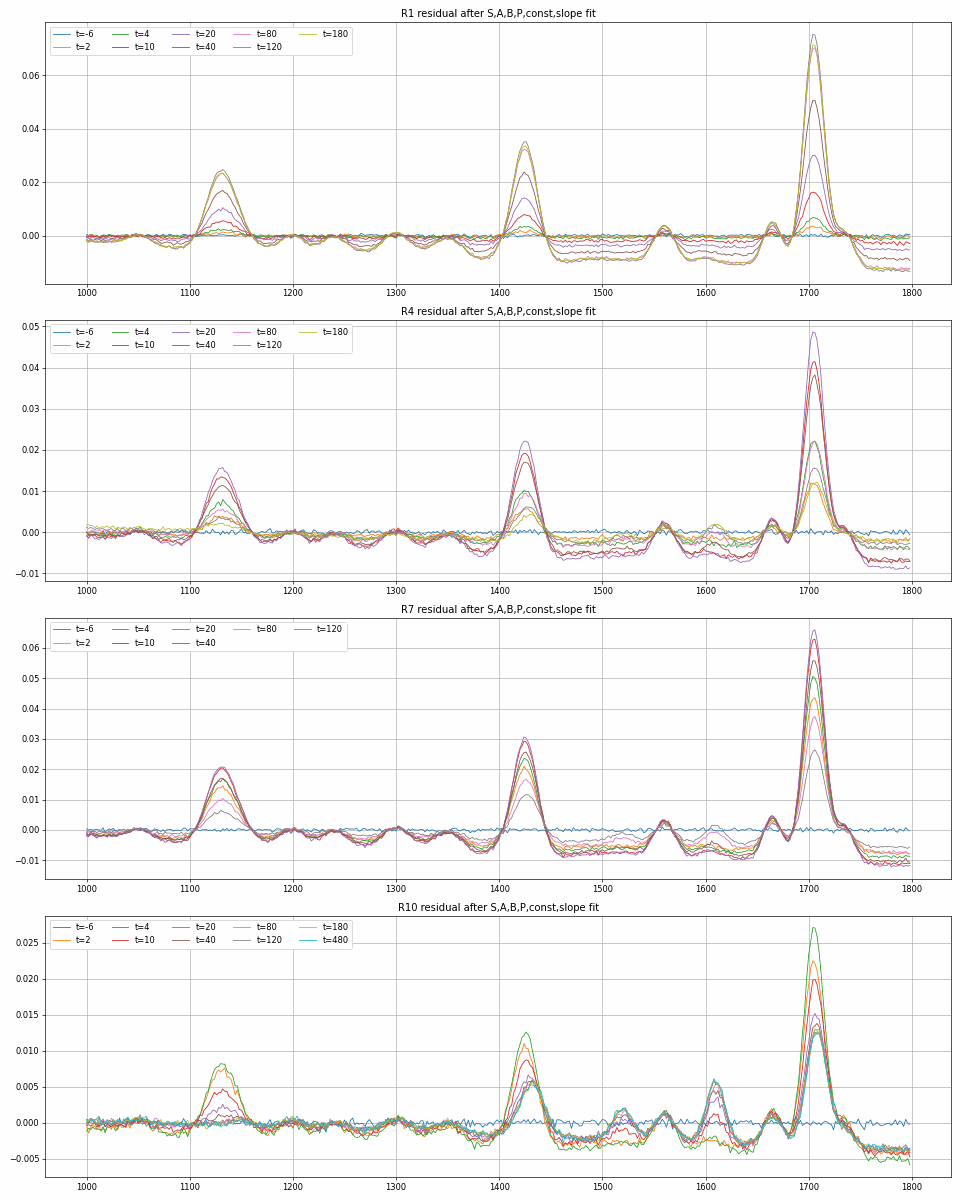 R1 residual after S,A,B,P,const,slope fit
t=-6 t=4 t=20 t=80 t=180
t=2 t=10 t=40 t=120
0.06
0.04
0.02
0.00
1000 1100 1200 1300 1400 1500 1600 1700 1800
R4 residual after S,A,B,P,const,slope fit
0.05
t=-6 t=4 t=20 t=80 t=180
t=2 t=10 t=40 t=120
0.04
0.03
0.02
0.01
0.00
−0.01
1000 1100 1200 1300 1400 1500 1600 1700 1800
R7 residual after S,A,B,P,const,slope fit
t=-6 t=4 t=20 t=80 t=120
t=2 t=10 t=40
0.06
0.05
0.04
0.03
0.02
0.01
0.00
−0.01
1000 1100 1200 1300 1400 1500 1600 1700 1800
R10 residual after S,A,B,P,const,slope fit
t=-6 t=4 t=20 t=80 t=180
t=2 t=10 t=40 t=120 t=480
0.025
0.020
0.015
0.010
0.005
0.000
−0.005
1000 1100 1200 1300 1400 1500 1600 1700 1800